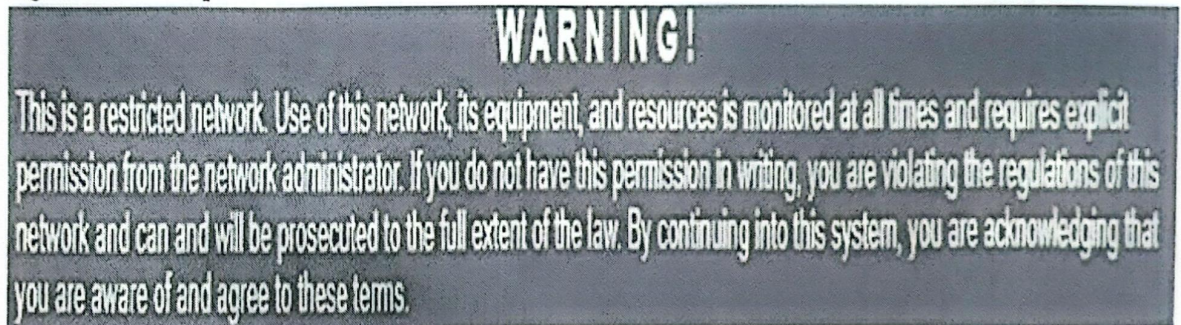 WARNING!
This is a restricted network. Use of this network, its equipment, and resources is monitored at all times and requires explicit
permission from the network administrator. If you do not have this permission in writing, you are violating the regulations of this
network and can and will be prosecuted to the full extent of the law. By continuing into this system, you are acknowledging that
you are aware of and agree to these terms.